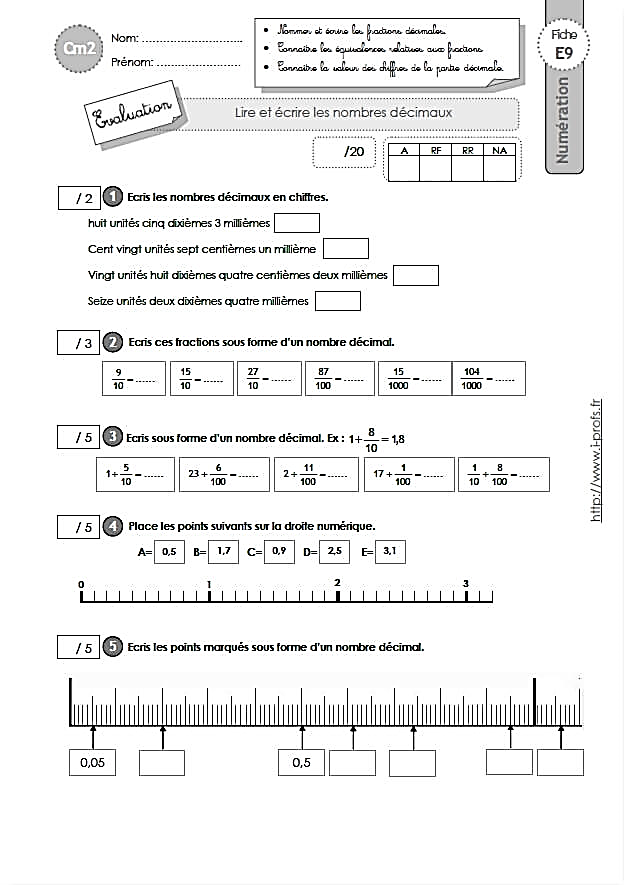 Cm2
Nom: ...........................
Prénom: .......................
• Nommer et écrire les fractions décimales.
• Connaître les équivalences relatives aux fractions
• Connaître la valeur des chiffres de la partie décimale.
Fiche
E9
Numération
Evaluation
Lire et écrire les nombres décimaux
/20
A RF RR NA
/ 2 1 Ecris les nombres décimaux en chiffres.
huit unités cinq dixièmes 3 millièmes
Cent vingt unités sept centièmes un millième
Vingt unités huit dixièmes quatre centièmes deux millièmes
Seize unités deux dixièmes quatre millièmes
/ 3 2 Ecris ces fractions sous forme d'un nombre décimal.
9/10 = ...... 15/10 = ...... 27/10 = ...... 87/100 = ...... 15/1000 = ...... 104/1000 = ......
/ 5 3 Ecris sous forme d'un nombre décimal. Ex : 1+8/10=1,8
1+5/10=...... 23+6/100=...... 2+11/100=...... 17+1/100=...... 1/10+8/100=......
/ 5 4 Place les points suivants sur la droite numérique.
A= 0,5 B= 1,7 C= 0,9 D= 2,5 E= 3,1
0 1 2 3
/ 5 5 Ecris les points marqués sous forme d'un nombre décimal.
0,05 0,5
http://www.i-profs.fr